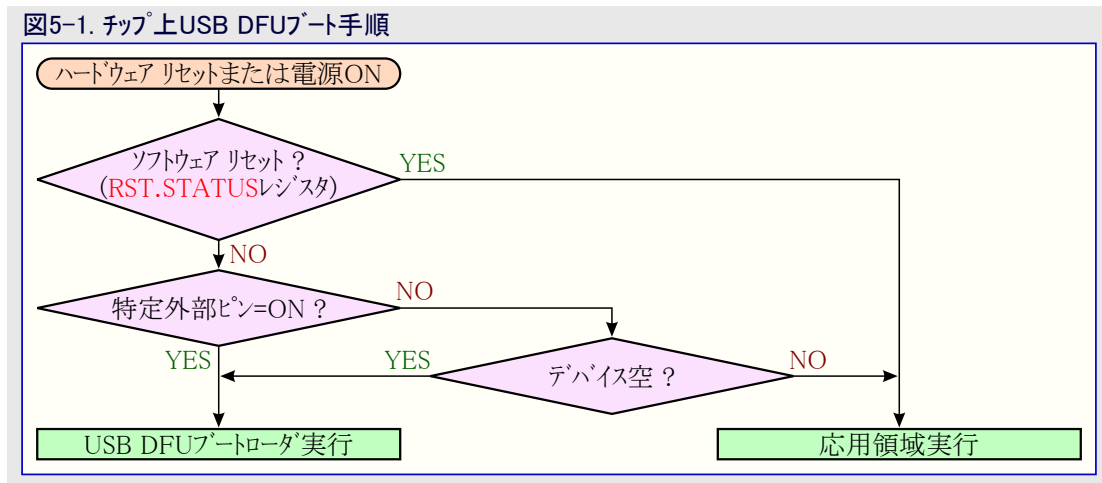 図5-1. チップ上USB DFUブート手順
ハードウェア リセットまたは電源ON
ソフトウェア リセット ?
(RST.STATUSレジスタ)
YES
NO
特定外部ピン=ON ?
NO
YES
YES
デバイス空 ?
NO
USB DFUブートローダ実行
応用領域実行